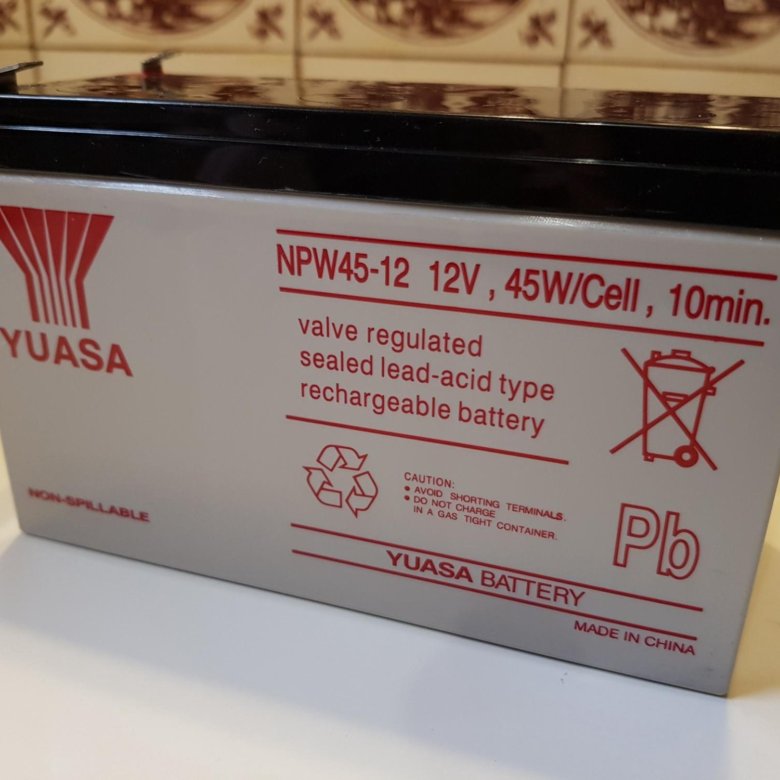 NPW45-12 12V, 45W/Cell, 10min.
YUASA
valve regulated
sealed lead-acid type
rechargeable battery
NON-SPILLABLE
CAUTION:
• AVOID SHORTING TERMINALS.
• DO NOT CHARGE
IN A GAS TIGHT CONTAINER.
Pb
YUASA BATTERY
MADE IN CHINA